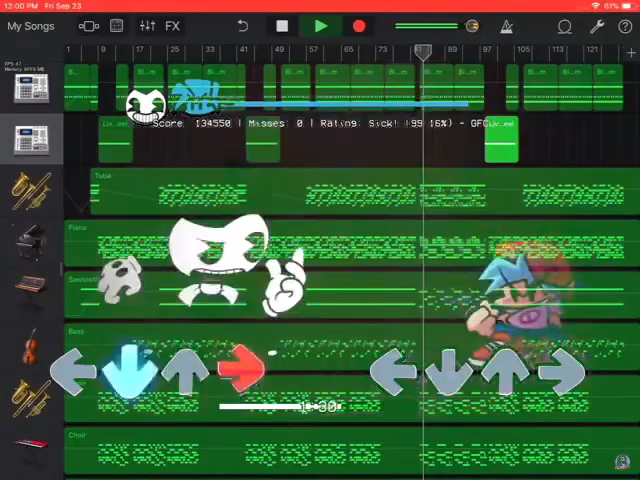 12:00 PM Fri Sep 23
61%
My Songs
FX
1 9 17 25 33 41 49 57 65 73 81 89 97 105 113 121
FPS: 47
Score: 134550 | Misses: 0 | Rating: Sick! (99.16%) - GFC
Tuba
Piano
Sawtooth
Bass
1:30
Choir